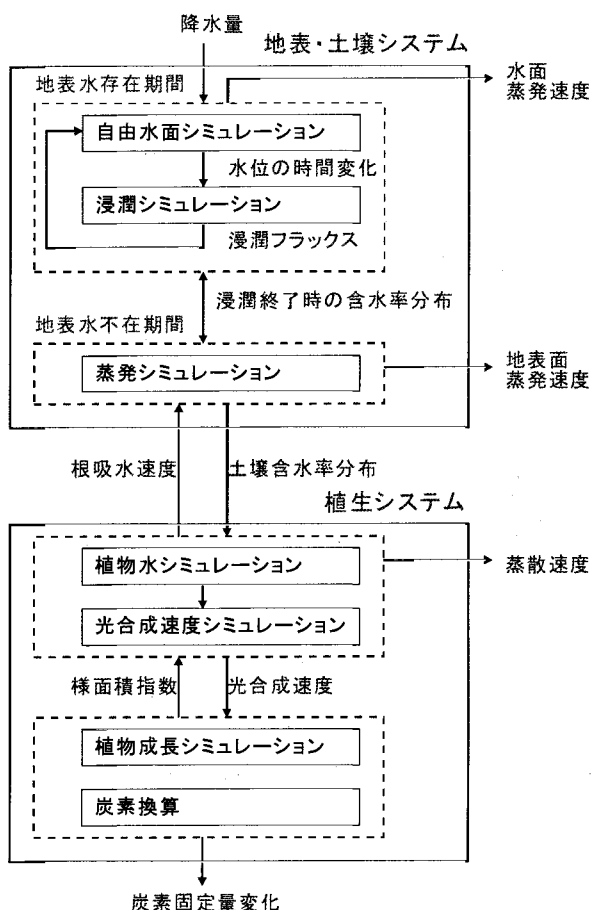 降水量
地表・土壌システム
地表水存在期間
水面
蒸発速度
自由水面シミュレーション
水位の時間変化
浸潤シミュレーション
浸潤フラックス
浸潤終了時の含水率分布
地表水不在期間
蒸発シミュレーション
地表面
蒸発速度
根吸水速度
土壌含水率分布
植生システム
植物水シミュレーション
蒸散速度
光合成速度シミュレーション
様面積指数
光合成速度
植物成長シミュレーション
炭素換算
炭素固定量変化